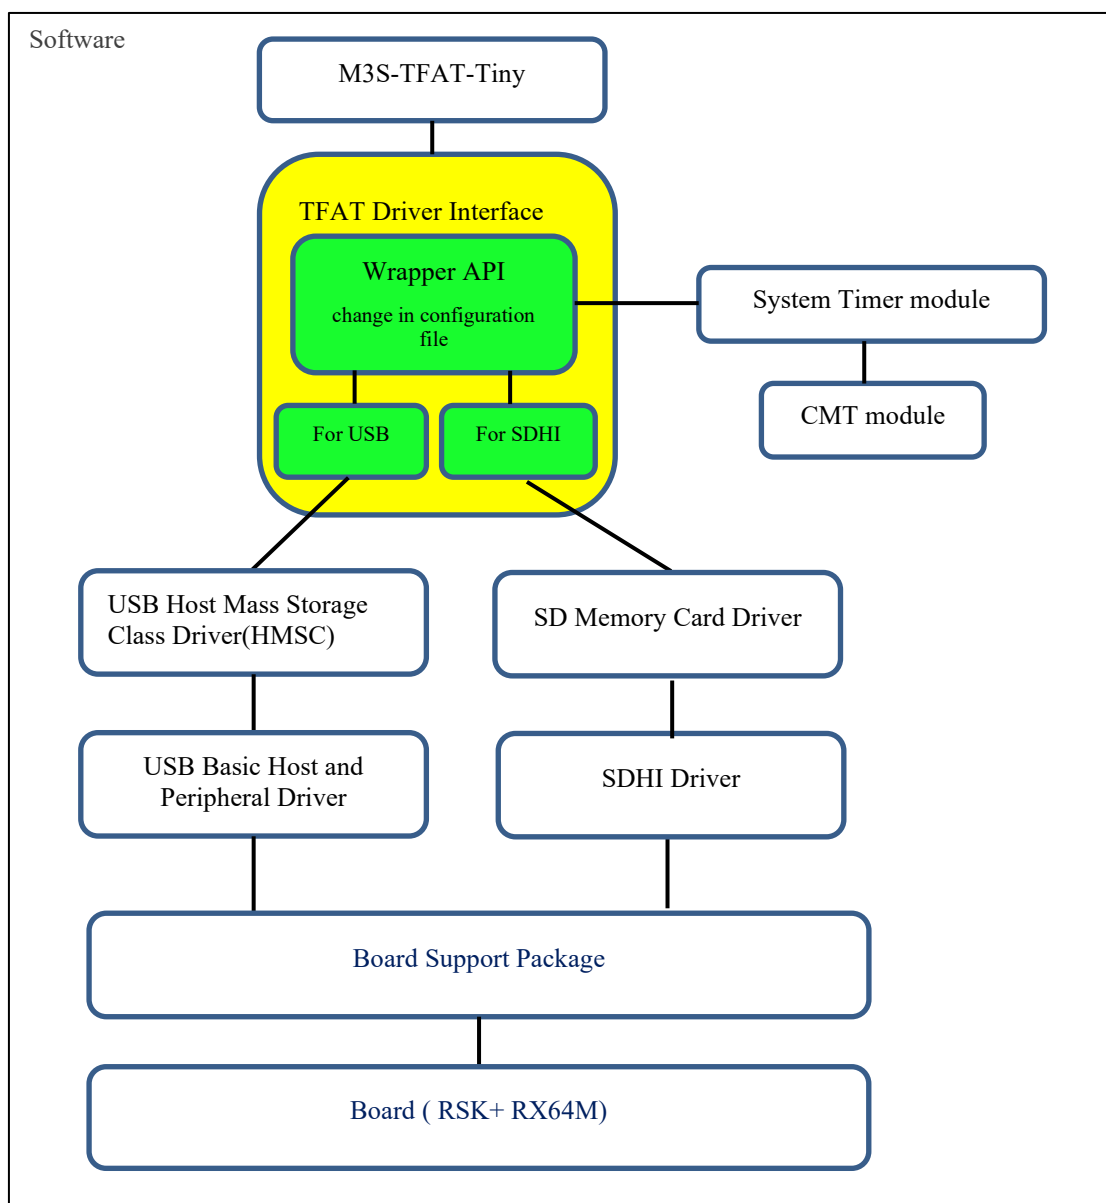 Software
M3S-TFAT-Tiny
TFAT Driver Interface
Wrapper API
change in configuration
file
System Timer module
CMT module
For USB
For SDHI
USB Host Mass Storage
Class Driver(HMSC)
SD Memory Card Driver
USB Basic Host and
Peripheral Driver
SDHI Driver
Board Support Package
Board ( RSK+ RX64M)